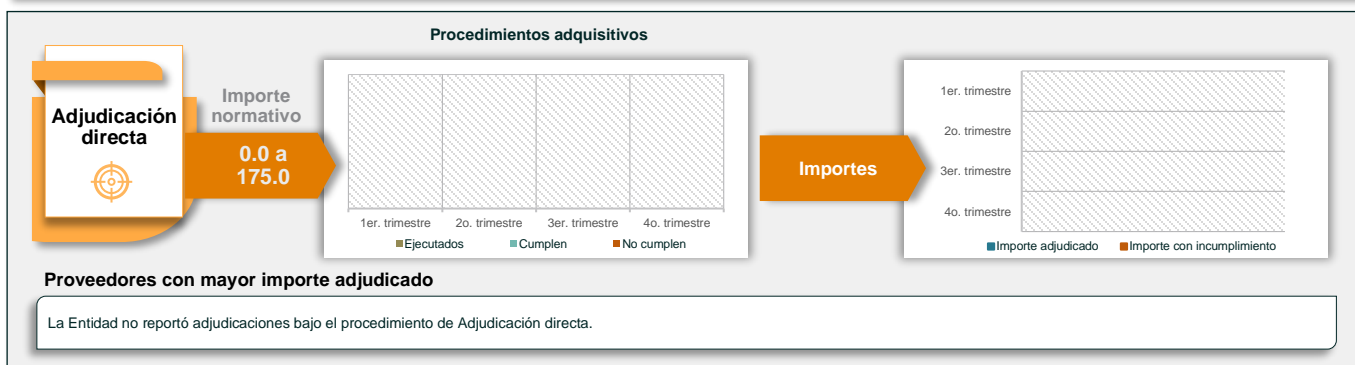 Procedimientos adquisitivos
Adjudicación
directa
Importe
normativo
0.0 a
175.0
1er. trimestre 2o. trimestre 3er. trimestre 4o. trimestre
Ejecutados Cumplen No cumplen
Importes
1er. trimestre
2o. trimestre
3er. trimestre
4o. trimestre
Importe adjudicado Importe con incumplimiento
Proveedores con mayor importe adjudicado
La Entidad no reportó adjudicaciones bajo el procedimiento de Adjudicación directa.